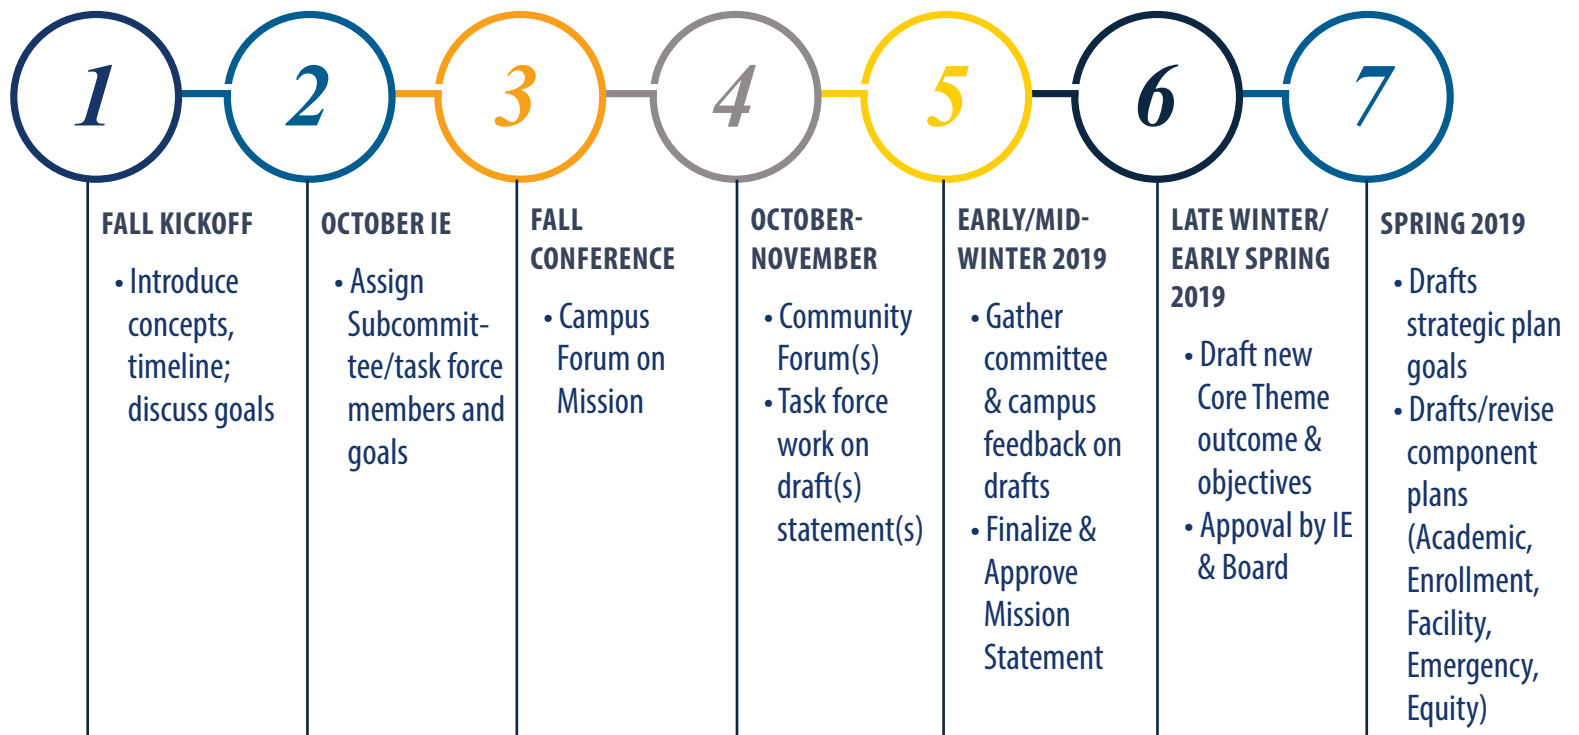 1
2
3
4
5
6
7
FALL KICKOFF
• Introduce
concepts,
timeline;
discuss goals
OCTOBER IE
• Assign
Subcommit-
tee/task force
members and
goals
FALL
CONFERENCE
• Campus
Forum on
Mission
OCTOBER-
NOVEMBER
• Community
Forum(s)
• Task force
work on
draft(s)
statement(s)
EARLY/MID-
WINTER 2019
• Gather
committee
& campus
feedback on
drafts
• Finalize &
Approve
Mission
Statement
LATE WINTER/
EARLY SPRING
2019
• Draft new
Core Theme
outcome &
objectives
• Appoval by IE
& Board
SPRING 2019
• Drafts
strategic plan
goals
• Drafts/revise
component
plans
(Academic,
Enrollment,
Facility,
Emergency,
Equity)